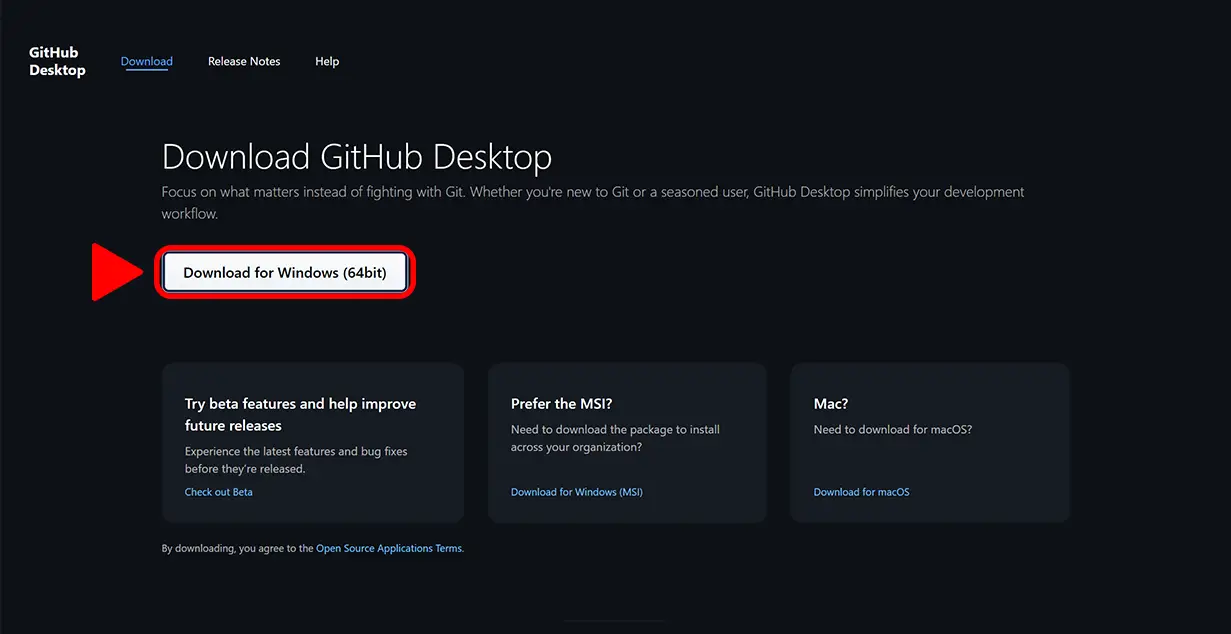 GitHub
Desktop
Download
Release Notes
Help
Download GitHub Desktop
Focus on what matters instead of fighting with Git. Whether you're new to Git or a seasoned user, GitHub Desktop simplifies your development
workflow.
Download for Windows (64bit)
Try beta features and help improve
future releases
Experience the latest features and bug fixes
before they're released.
Check out Beta
Prefer the MSI?
Need to download the package to install
across your organization?
Download for Windows (MSI)
Mac?
Need to download for macOS?
Download for macOS
By downloading, you agree to the Open Source Applications Terms.